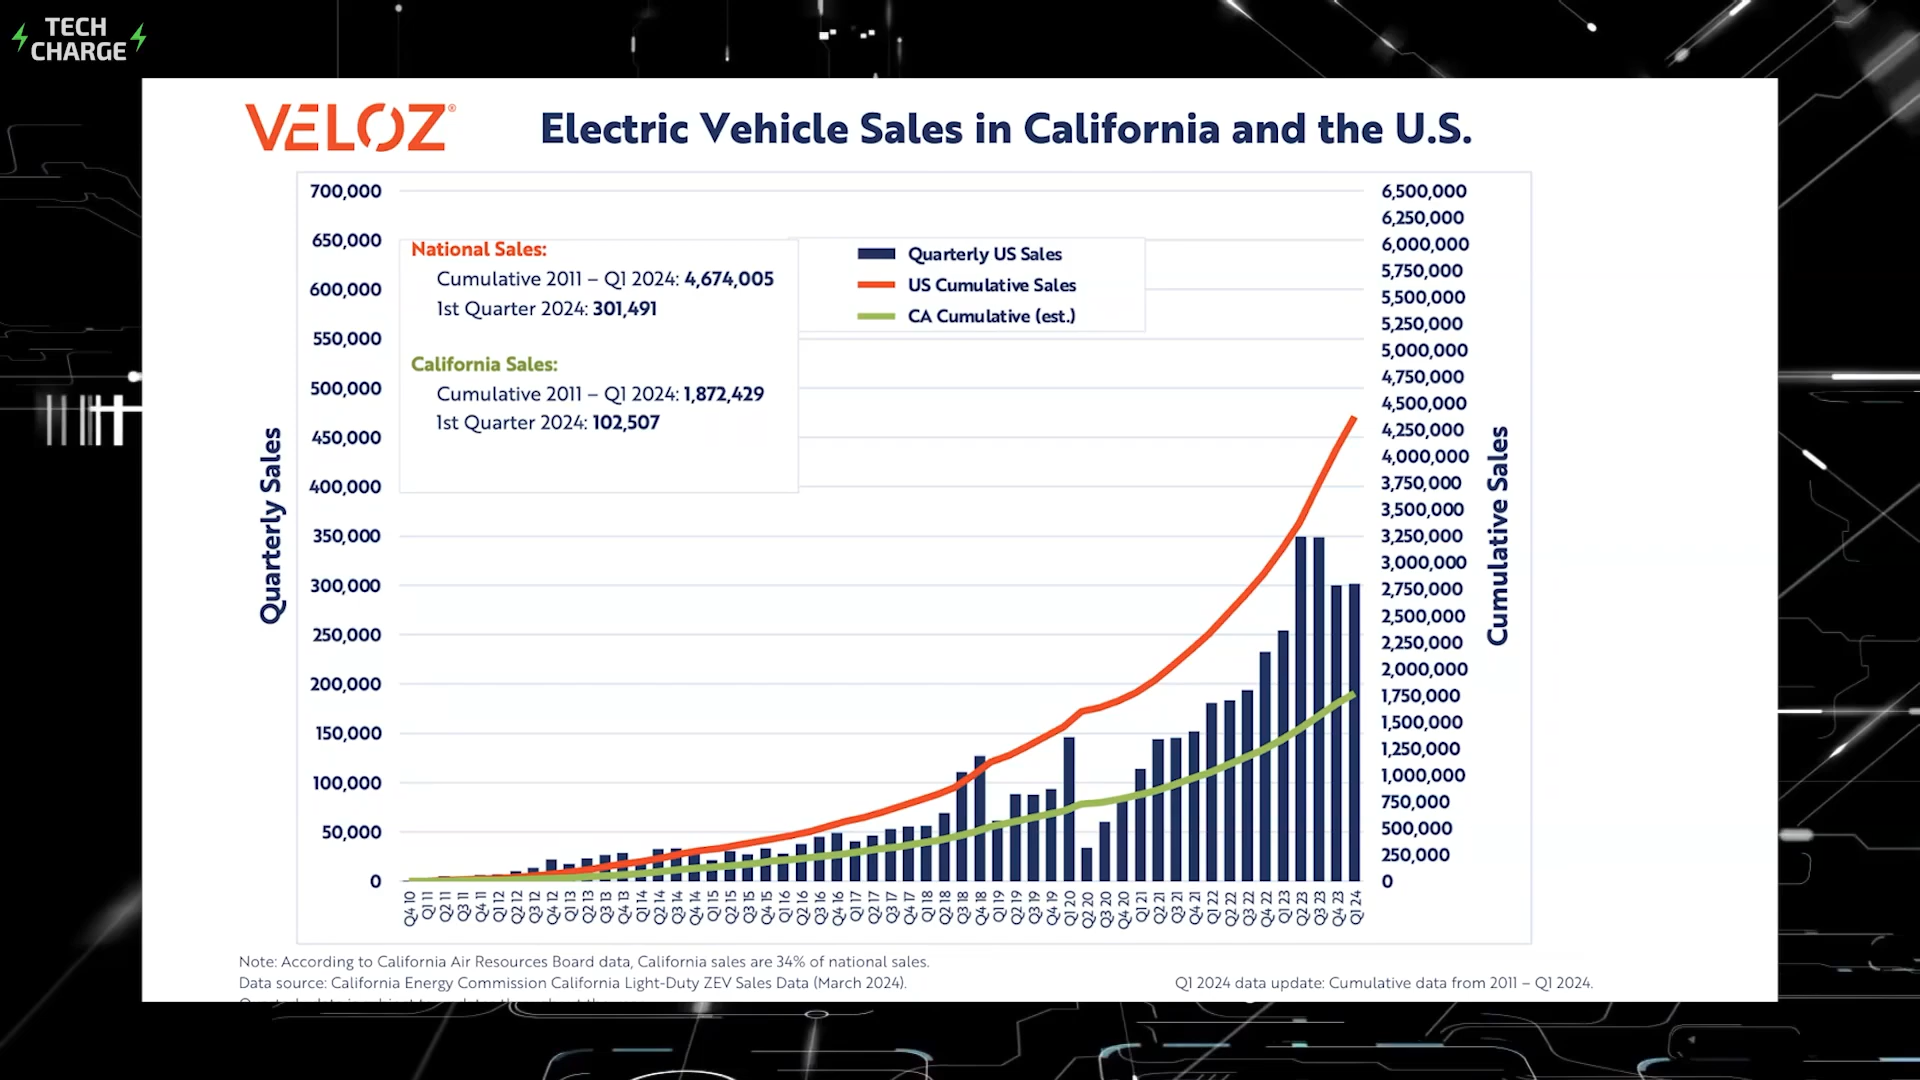 TECH
CHARGE
VELOZ®
Electric Vehicle Sales in California and the U.S.
700,000
650,000
600,000
550,000
500,000
450,000
400,000
350,000
300,000
250,000
200,000
150,000
100,000
50,000
0
Quarterly Sales
National Sales:
Cumulative 2011 – Q1 2024: 4,674,005
1st Quarter 2024: 301,491
California Sales:
Cumulative 2011 – Q1 2024: 1,872,429
1st Quarter 2024: 102,507
Quarterly US Sales
US Cumulative Sales
CA Cumulative (est.)
6,500,000
6,250,000
6,000,000
5,750,000
5,500,000
5,250,000
5,000,000
4,750,000
4,500,000
4,250,000
4,000,000
3,750,000
3,500,000
3,250,000
3,000,000
2,750,000
2,500,000
2,250,000
2,000,000
1,750,000
1,500,000
1,250,000
1,000,000
750,000
500,000
250,000
0
Cumulative Sales
Q4 10
Q1 11
Q2 11
Q3 11
Q4 11
Q1 12
Q2 12
Q3 12
Q4 12
Q1 13
Q2 13
Q3 13
Q4 13
Q1 14
Q2 14
Q3 14
Q4 14
Q1 15
Q2 15
Q3 15
Q4 15
Q1 16
Q2 16
Q3 16
Q4 16
Q1 17
Q2 17
Q3 17
Q4 17
Q1 18
Q2 18
Q3 18
Q4 18
Q1 19
Q2 19
Q3 19
Q4 19
Q1 20
Q2 20
Q3 20
Q4 20
Q1 21
Q2 21
Q3 21
Q4 21
Q1 22
Q2 22
Q3 22
Q4 22
Q1 23
Q2 23
Q3 23
Q4 23
Q1 24
Note: According to California Air Resources Board data, California sales are 34% of national sales.
Data source: California Energy Commission California Light-Duty ZEV Sales Data (March 2024).
Q1 2024 data update: Cumulative data from 2011 – Q1 2024.